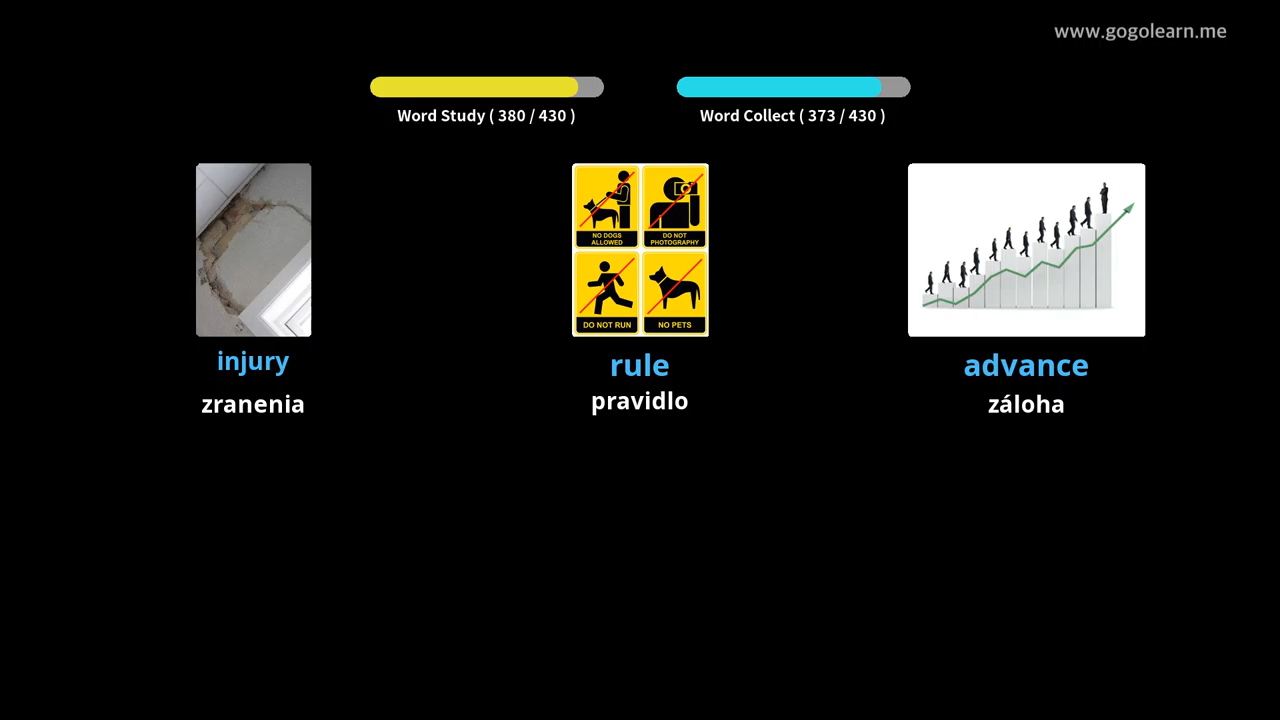 www.gogolearn.me
Word Study ( 380 / 430 )
Word Collect ( 373 / 430 )
NO DOGS
ALLOWED
DO NOT
PHOTOGRAPHY
DO NOT RUN
NO PETS
injury
rule
advance
zranenia
pravidlo
záloha